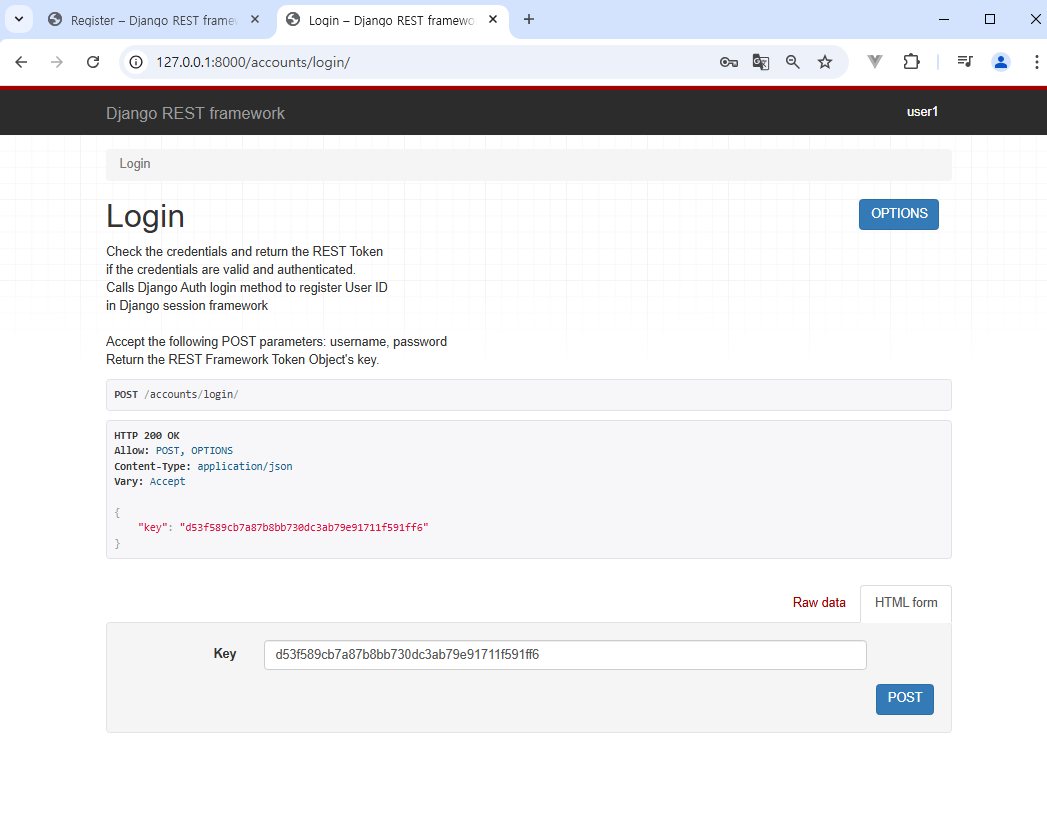 Register – Django REST framew
Login – Django REST framewo
127.0.0.1:8000/accounts/login/
Django REST framework
user1
Login
Login
OPTIONS
Check the credentials and return the REST Token
if the credentials are valid and authenticated.
Calls Django Auth login method to register User ID
in Django session framework
Accept the following POST parameters: username, password
Return the REST Framework Token Object's key.
POST /accounts/login/
HTTP 200 OK
Allow: POST, OPTIONS
Content-Type: application/json
Vary: Accept
{
"key": "d53f589cb7a87b8bb730dc3ab79e91711f591ff6"
}
Raw data
HTML form
Key
d53f589cb7a87b8bb730dc3ab79e91711f591ff6
POST